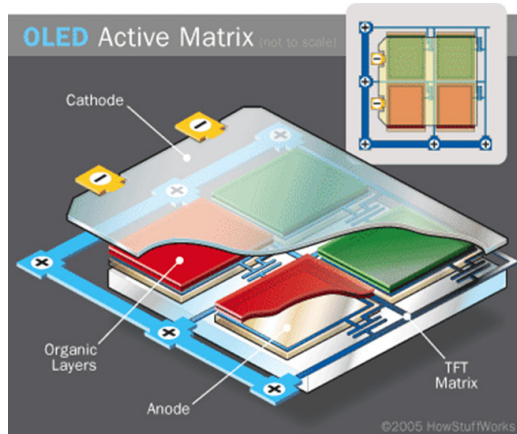 OLED Active Matrix (not to scale)
Cathode
Organic
Layers
Anode
TFT
Matrix
©2005 HowStuffWorks